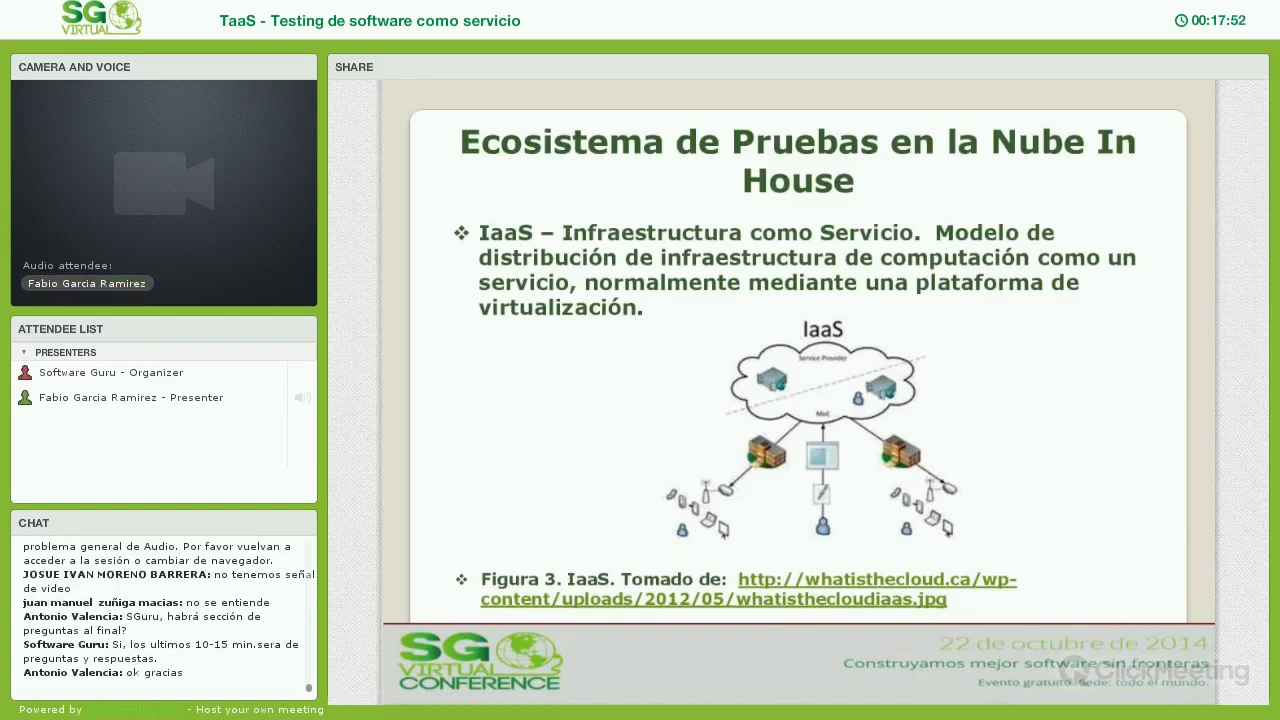 SG
VIRTUAL
TaaS - Testing de software como servicio
00:17:52
CAMERA AND VOICE
Audio attendee:
Fabio Garcia Ramirez
ATTENDEE LIST
PRESENTERS
Software Guru - Organizer
Fabio Garcia Ramirez - Presenter
CHAT
problema general de Audio. Por favor vuelvan a
acceder a la sesión o cambiar de navegador.
JOSUE IVAN MORENO BARRERA: no tenemos señal
de video
juan manuel zuñiga macias: no se entiende
Antonio Valencia: SGuru, habrá sección de
preguntas al final?
Software Guru: Si, los ultimos 10-15 min.sera de
preguntas y respuestas.
Antonio Valencia: ok gracias
Powered by ClickMeeting.com - Host your own meeting
SHARE
Ecosistema de Pruebas en la Nube In
House
❖ IaaS – Infraestructura como Servicio. Modelo de
distribución de infraestructura de computación como un
servicio, normalmente mediante una plataforma de
virtualización.
IaaS
Service Provider
❖ Figura 3. IaaS. Tomado de: http://whatisthecloud.ca/wp-
content/uploads/2012/05/whatisthecloudiaas.jpg
SG
VIRTUAL
CONFERENCE
22 de octubre de 2014
Construyamos mejor software sin fronteras
Evento gratuito. Sede: todo el mundo.
ClickMeeting